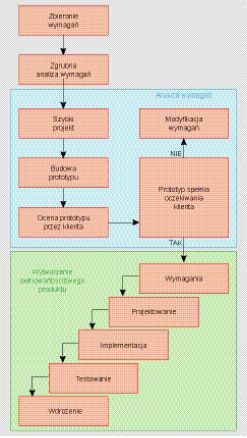 Zbieranie
wymagań
Zgrubna
analiza wymagań
Analiza wymagań
Szybki
projekt
Modyfikacja
wymagań
NIE
Budowa
prototypu
Prototyp spełnia
oczekiwania
klienta
Ocena prototypu
przez klienta
TAK
Wytworzenie
pełnowartościowego
produktu
Wymagania
Projektowanie
Implementacja
Testowanie
Wdrożenie